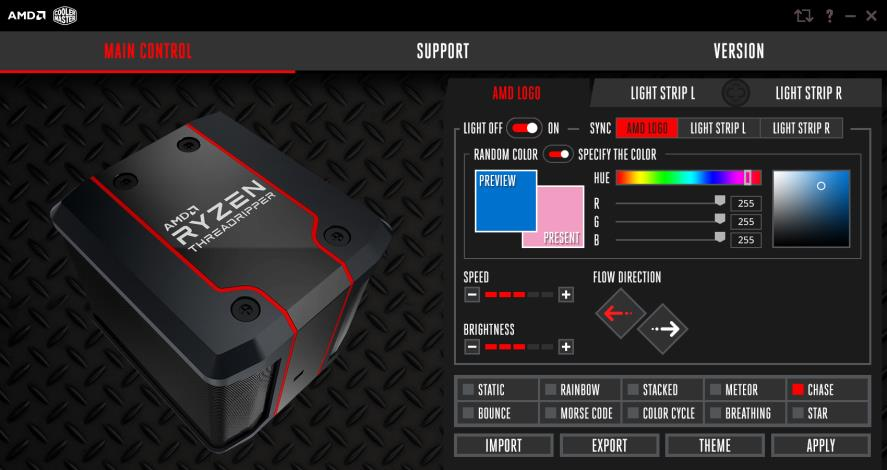 AMD COOLER MASTER ?
MAIN CONTROL SUPPORT VERSION
AMD LOGO LIGHT STRIP L LIGHT STRIP R
LIGHT OFF ON SYNC AMD LOGO LIGHT STRIP L LIGHT STRIP R
RANDOM COLOR SPECIFY THE COLOR
PREVIEW
PRESENT
HUE
R 255
G 255
B 255
SPEED
FLOW DIRECTION
BRIGHTNESS
AMD
RYZEN
THREADRIPPER
STATIC RAINBOW STACKED METEOR CHASE
BOUNCE MORSE CODE COLOR CYCLE BREATHING STAR
IMPORT EXPORT THEME APPLY